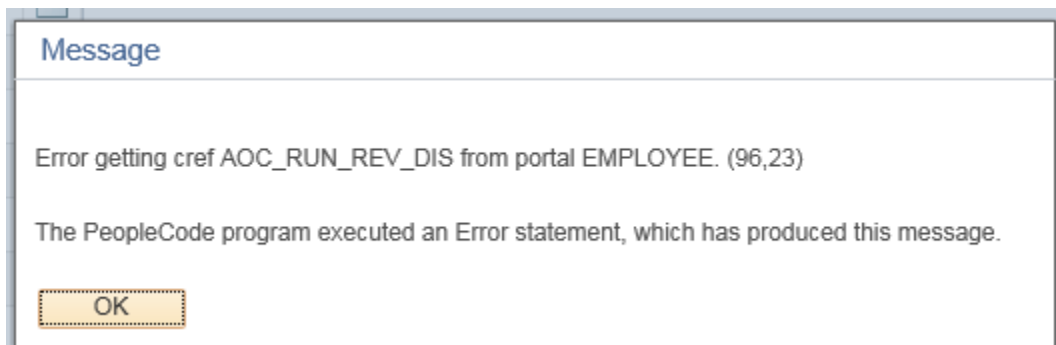 Message
Error getting cref AOC_RUN_REV_DIS from portal EMPLOYEE. (96,23)
The PeopleCode program executed an Error statement, which has produced this message.
OK